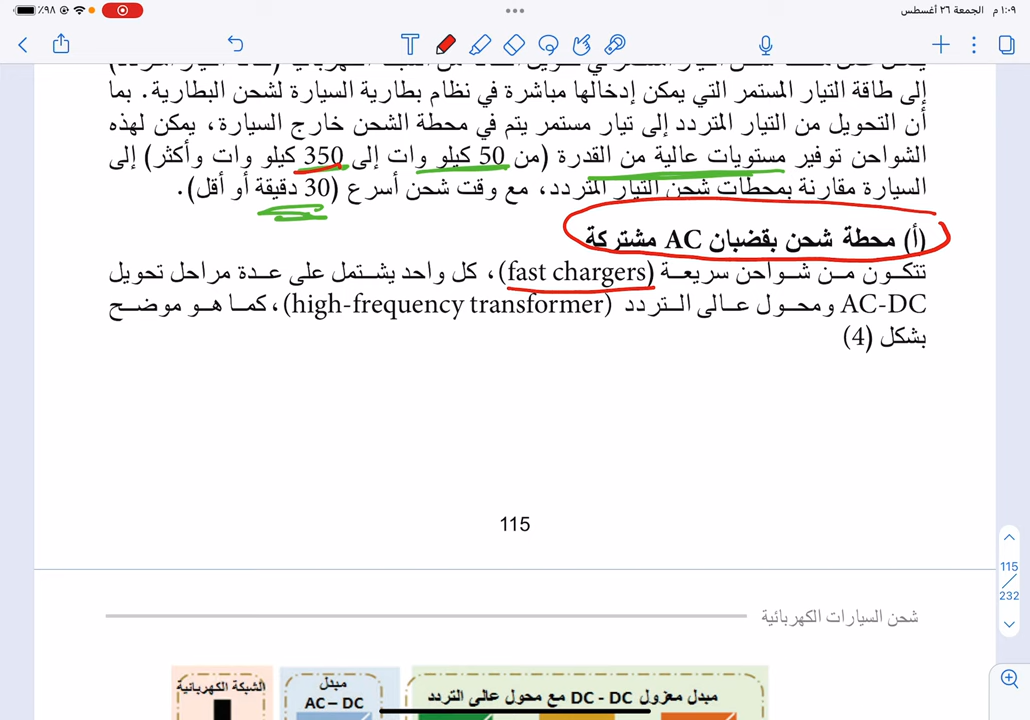 ١:٠٩ م الجمعة ٢٦ أغسطس
٪٩٨
إلى طاقة التيار المستمر التي يمكن إدخالها مباشرة في نظام بطارية السيارة لشحن البطارية. بما
أن التحويل من التيار المتردد إلى تيار مستمر يتم في محطة الشحن خارج السيارة، يمكن لهذه
الشواحن توفير مستويات عالية من القدرة (من 50 كيلو وات إلى 350 كيلو وات وأكثر) إلى
السيارة مقارنة بمحطات شحن التيار المتردد، مع وقت شحن أسرع (30 دقيقة أو أقل).
(أ) محطة شحن بقضبان AC مشتركة
تتكون من شواحن سريعة (fast chargers)، كل واحد يشتمل على عدة مراحل تحويل
AC-DC ومحول عالى التردد (high-frequency transformer)، كما هو موضح
بشكل (4)
115
115
232
شحن السيارات الكهربائية
مبدل معزول DC - DC مع محول عالى التردد
مبدل
AC – DC
الشبكة الكهربائية